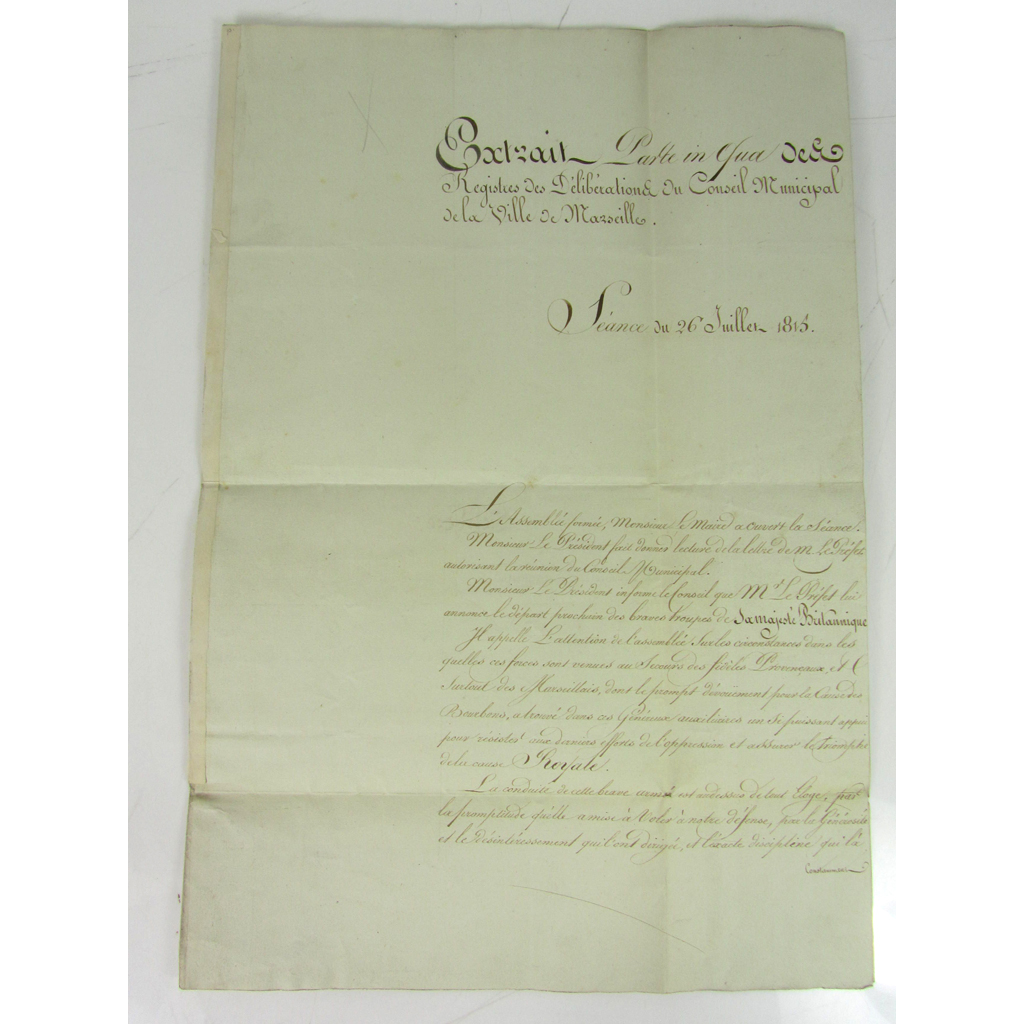 Extrait Parte in Qua des
Registres des Délibérations du Conseil Municipal
de la Ville de Marseille.
Séance du 26 Juillet 1815.
L'Assemblée formée, Monsieur le Maire a ouvert la Séance.
Monsieur Le Président fait donner lecture de la lettre de M. Le Préfet
autorisant la réunion du Conseil Municipal.
Monsieur Le Président informe le Conseil que Mr. Le Préfet lui
annonce le départ prochain des braves troupes de Sa majesté Britannique
Il appelle L'attention de l'assemblée Sur les circonstances dans les
quelles ces forces sont venues au Secours des fidèles Provençaux, et
Surtout des Marseillais, dont le prompt dévoüement pour la Cause des
Bourbons, a trouvé dans ces Généreux auxiliaires un Si puissant appui
pour résister aux derniers efforts de l'oppression et assurer le triomphe
de la cause Royale.
La conduite de cette brave armée est audessus de tout Eloge, par
la promptitude qu'elle a mise à Voler à notre défense, par la Générosité
et le désintéressement qui l'ont dirigée, et l'exacte discipline qui l'a
Constamment